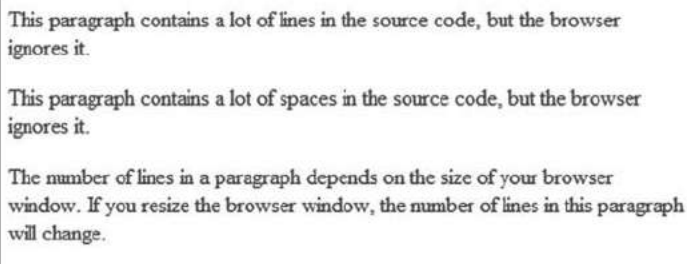 This paragraph contains a lot of lines in the source code, but the browser
ignores it.
This paragraph contains a lot of spaces in the source code, but the browser
ignores it.
The number of lines in a paragraph depends on the size of your browser
window. If you resize the browser window, the number of lines in this paragraph
will change.